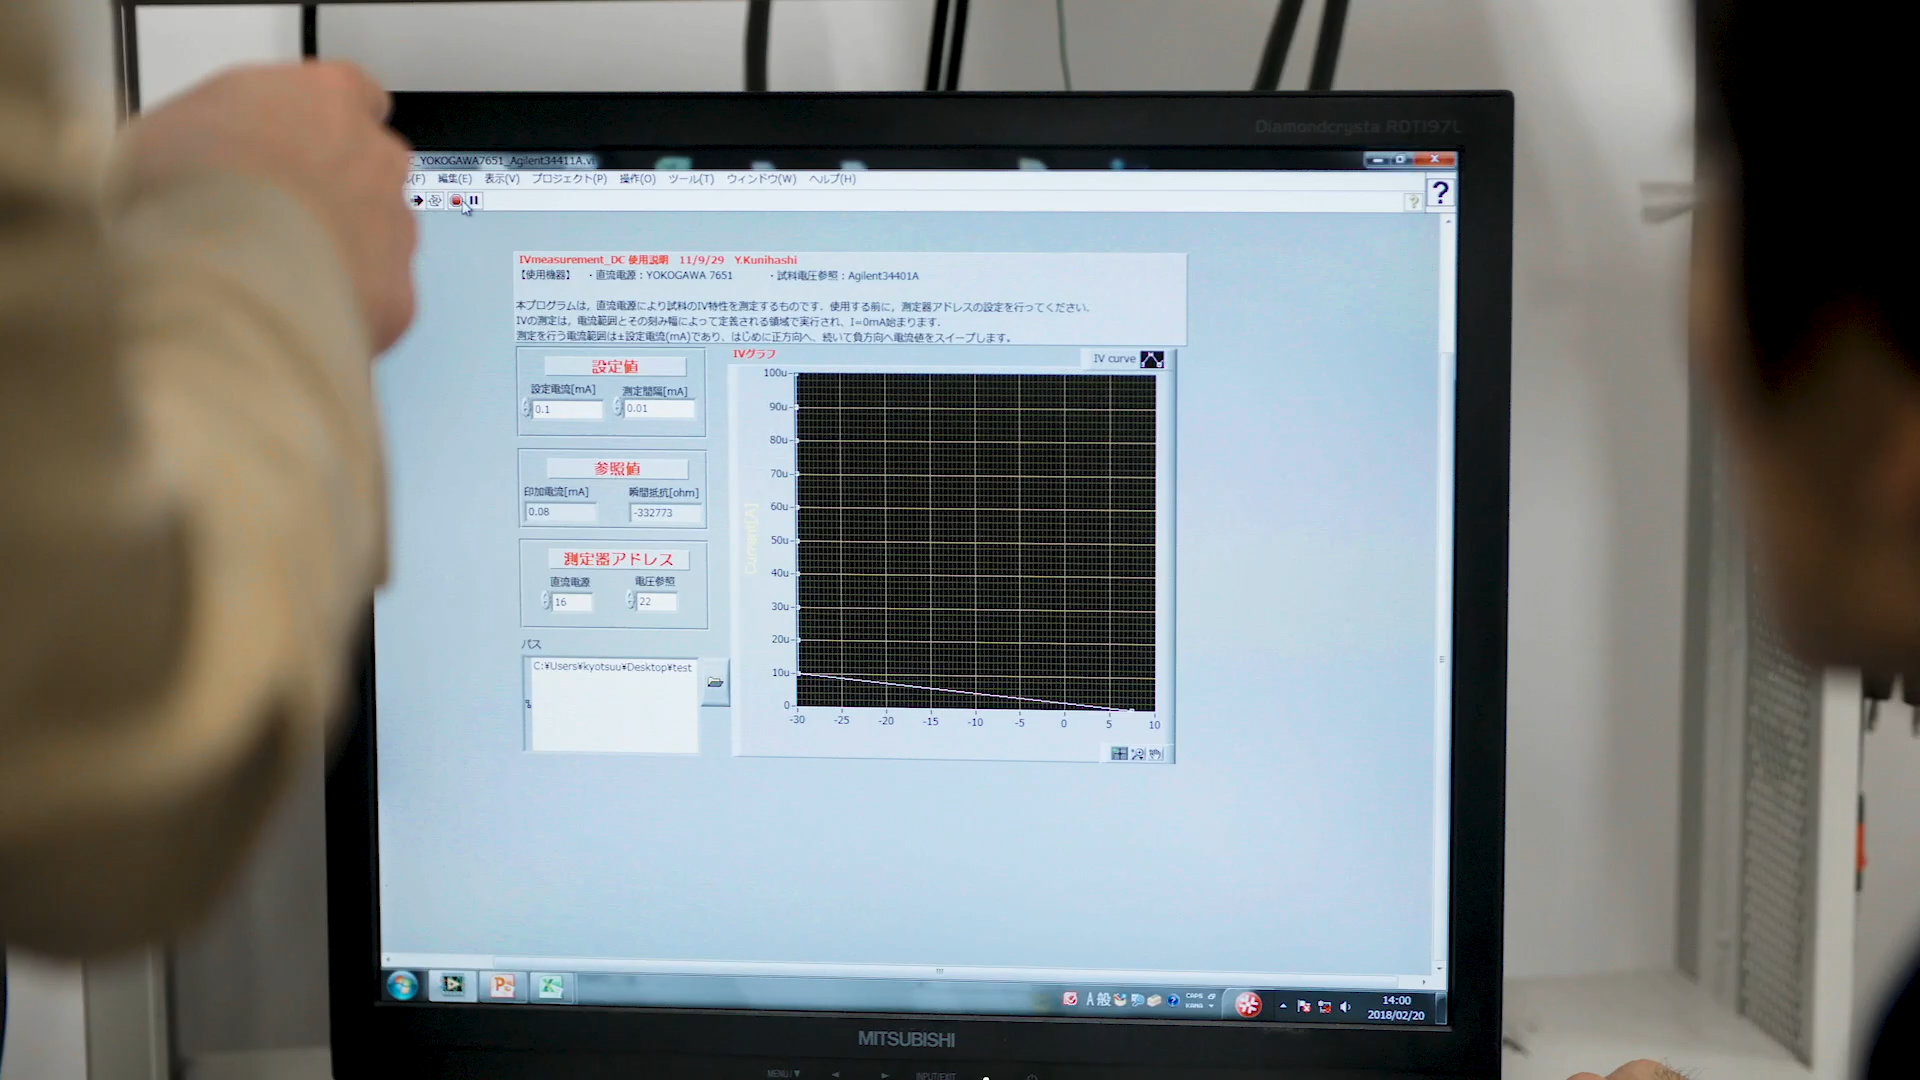 Diamondcrysta RDT197L
C_YOKOGAWA7651_Agilent34411A.vi
(F) 編集(E) 表示(V) プロジェクト(P) 操作(O) ツール(T) ウィンドウ(W) ヘルプ(H)
?
?
IVmeasurement_DC 使用説明 11/9/29 Y.Kunihashi
【使用機器】 ・直流電源：YOKOGAWA 7651 ・試料電圧参照：Agilent34401A
本プログラムは，直流電源により試料のIV特性を測定するものです．使用する前に，測定器アドレスの設定を行ってください．
IVの測定は，電流範囲とその刻み幅によって定義される領域で実行され，I=0mA始まります．
測定を行う電流範囲は±設定電流(mA)であり、はじめに正方向へ、続いて負方向へ電流値をスイープします。
設定値
設定電流[mA] 測定間隔[mA]
0.1 0.01
参照値
印加電流[mA] 瞬間抵抗[ohm]
0.08 -332773
測定器アドレス
直流電源 電圧参照
16 22
パス
C:¥Users¥kyotsuu¥Desktop¥test
IVグラフ
IV curve
Current[A]
100u
90u
80u
70u
60u
50u
40u
30u
20u
10u
0
-30 -25 -20 -15 -10 -5 0 5 10
A 般
CAPS
KANA
14:00
2018/02/20
MITSUBISHI
MENU/▼
INPUT/EXIT